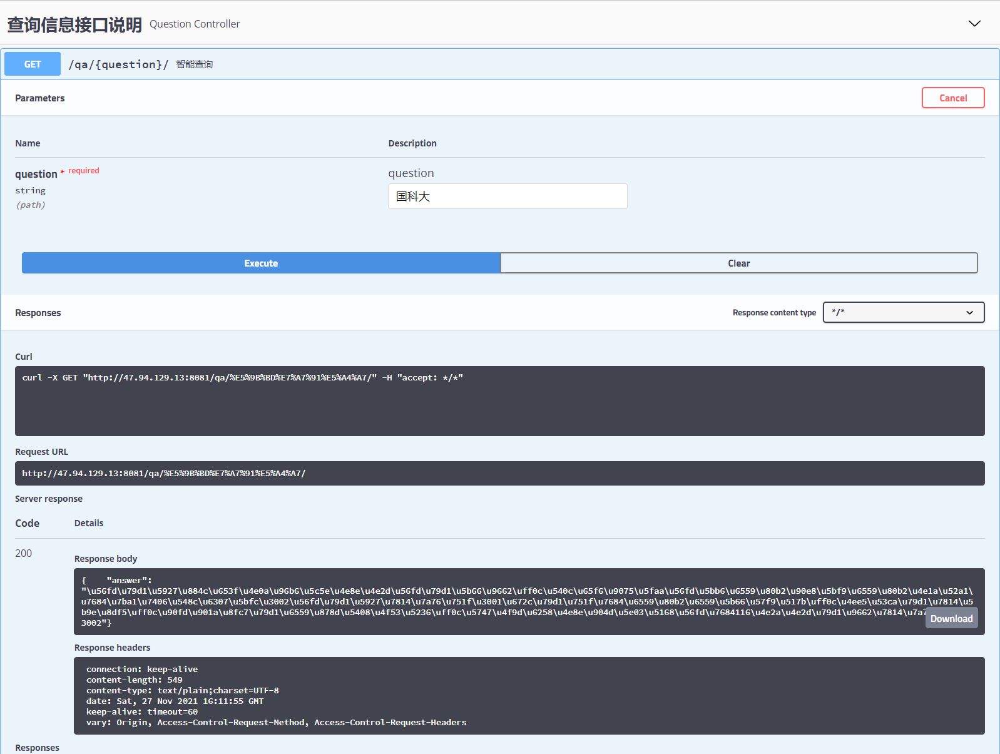 查询信息接口说明 Question Controller
GET /qa/{question}/ 智能查询
Parameters
Cancel
Name Description
question * required
string
(path)
question
国科大
Execute Clear
Responses
Response content type */*
Curl
curl -X GET "http://47.94.129.13:8081/qa/%E5%9B%BD%E7%A7%91%E5%A4%A7/" -H "accept: */*"
Request URL
http://47.94.129.13:8081/qa/%E5%9B%BD%E7%A7%91%E5%A4%A7/
Server response
Code Details
200
Response body
{    "answer":
"\u56fd\u79d1\u5927\u884c\u653f\u4e0a\u96b6\u5c5e\u4e8e\u4e2d\u56fd\u79d1\u5b66\u9662\uff0c\u540c\u65f6\u9075\u5faa\u56fd\u5bb6\u6559\u80b2\u90e8\u5bf9\u6559\u80b2\u4e1a\u52a1\
\u7684\u7ba1\u7406\u548c\u6307\u5bfc\u3002\u56fd\u79d1\u5927\u7814\u7a76\u751f\u3001\u672c\u79d1\u751f\u7684\u6559\u80b2\u6559\u5b66\u57f9\u517b\uff0c\u4ee5\u53ca\u79d1\u7814\u5
b9e\u8df5\uff0c\u90fd\u901a\u8fc7\u79d1\u6559\u878d\u5408\u4f53\u5236\uff0c\u5747\u4f9d\u6258\u4e8e\u904d\u5e03\u5168\u56fd\u7684116\u4e2a\u4e2d\u79d1\u9662\u7814\u7a7
3002"}
Download
Response headers
connection: keep-alive
content-length: 549
content-type: text/plain;charset=UTF-8
date: Sat, 27 Nov 2021 16:11:55 GMT
keep-alive: timeout=60
vary: Origin, Access-Control-Request-Method, Access-Control-Request-Headers
Responses